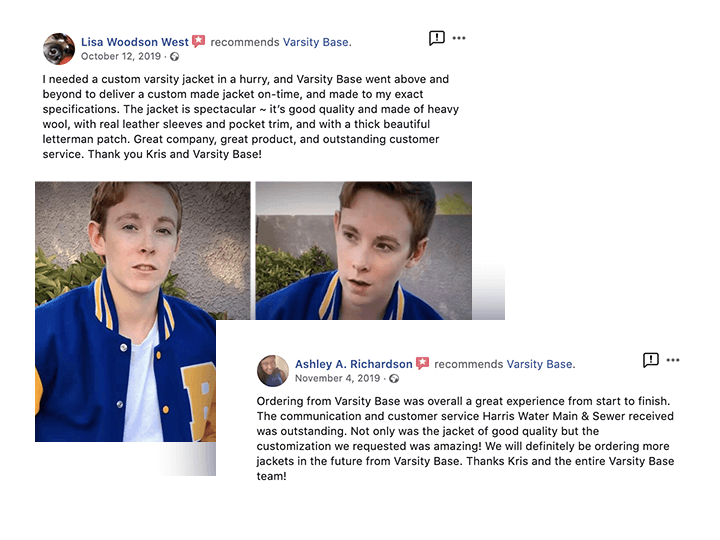 Lisa Woodson West recommends Varsity Base.
October 12, 2019 ·
I needed a custom varsity jacket in a hurry, and Varsity Base went above and
beyond to deliver a custom made jacket on-time, and made to my exact
specifications. The jacket is spectacular ~ it's good quality and made of heavy
wool, with real leather sleeves and pocket trim, and with a thick beautiful
letterman patch. Great company, great product, and outstanding customer
service. Thank you Kris and Varsity Base!
Ashley A. Richardson recommends Varsity Base.
November 4, 2019 ·
Ordering from Varsity Base was overall a great experience from start to finish.
The communication and customer service Harris Water Main & Sewer received
was outstanding. Not only was the jacket of good quality but the
customization we requested was amazing! We will definitely be ordering more
jackets in the future from Varsity Base. Thanks Kris and the entire Varsity Base
team!